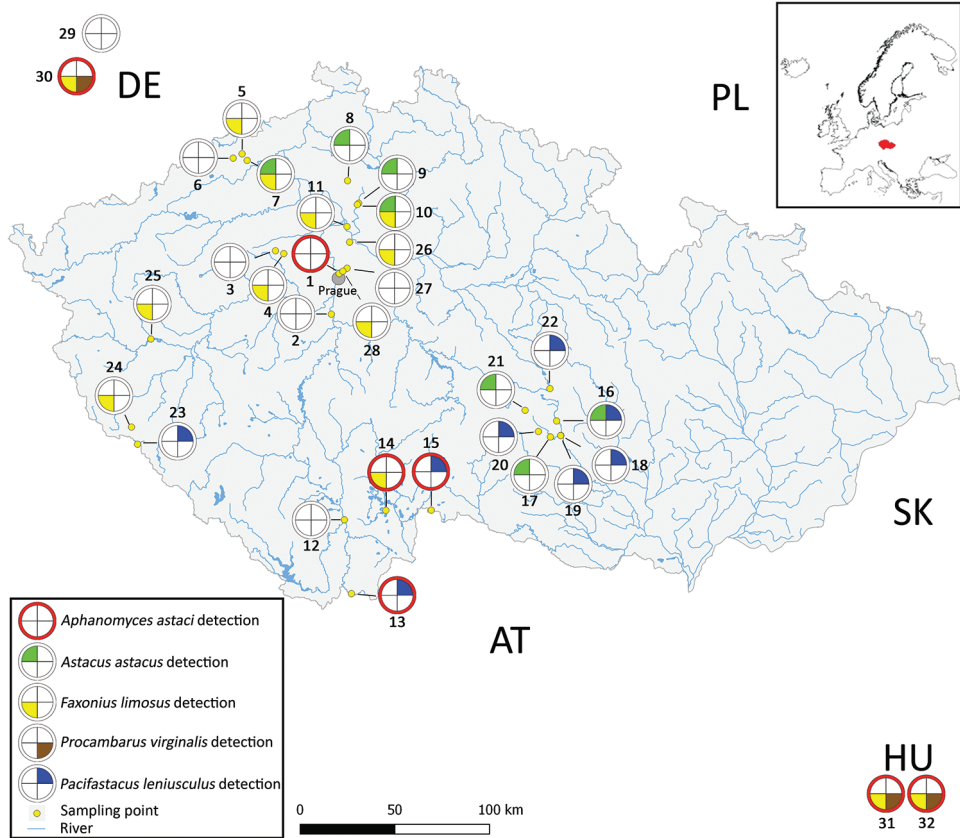 29
30
DE
PL
5
8
6
7
9
11
10
26
3
1
Prague
27
4
25
2
28
22
24
21
16
23
20
18
14
15
17
19
12
SK
13
AT
Aphanomyces astaci detection
Astacus astacus detection
Faxonius limosus detection
Procambarus virginalis detection
Pacifastacus leniusculus detection
Sampling point
River
0 50 100 km
HU
31 32